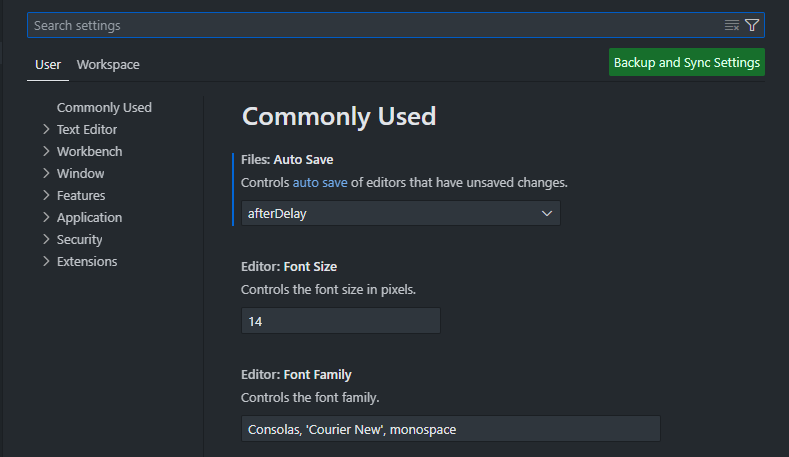 Search settings
User Workspace Backup and Sync Settings
Commonly Used
Text Editor
Workbench
Window
Features
Application
Security
Extensions
Commonly Used
Files: Auto Save
Controls auto save of editors that have unsaved changes.
afterDelay
Editor: Font Size
Controls the font size in pixels.
14
Editor: Font Family
Controls the font family.
Consolas, 'Courier New', monospace